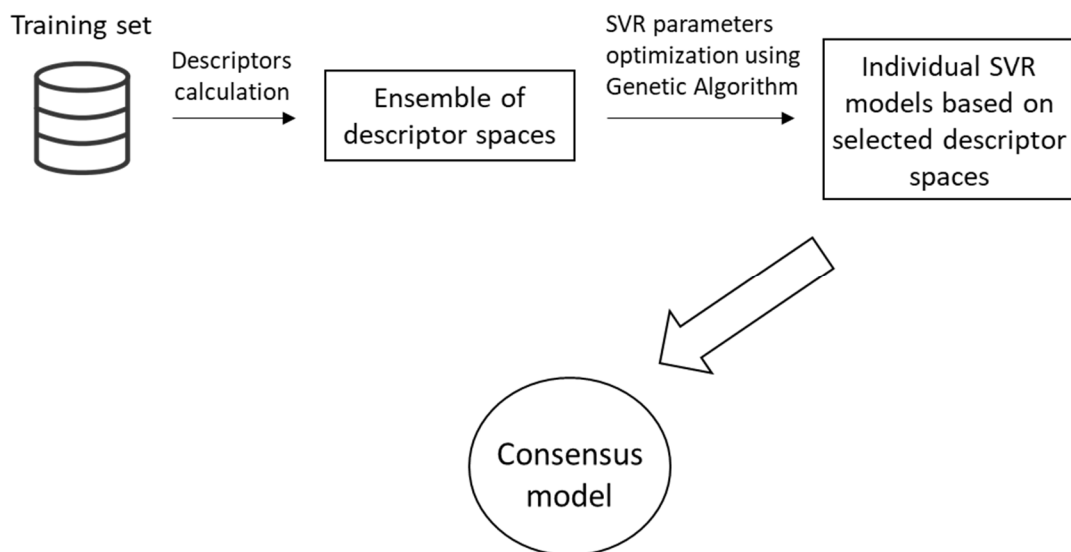 Training set
Descriptors
calculation
Ensemble of
descriptor spaces
SVR parameters
optimization using
Genetic Algorithm
Individual SVR
models based on
selected descriptor
spaces
Consensus
model